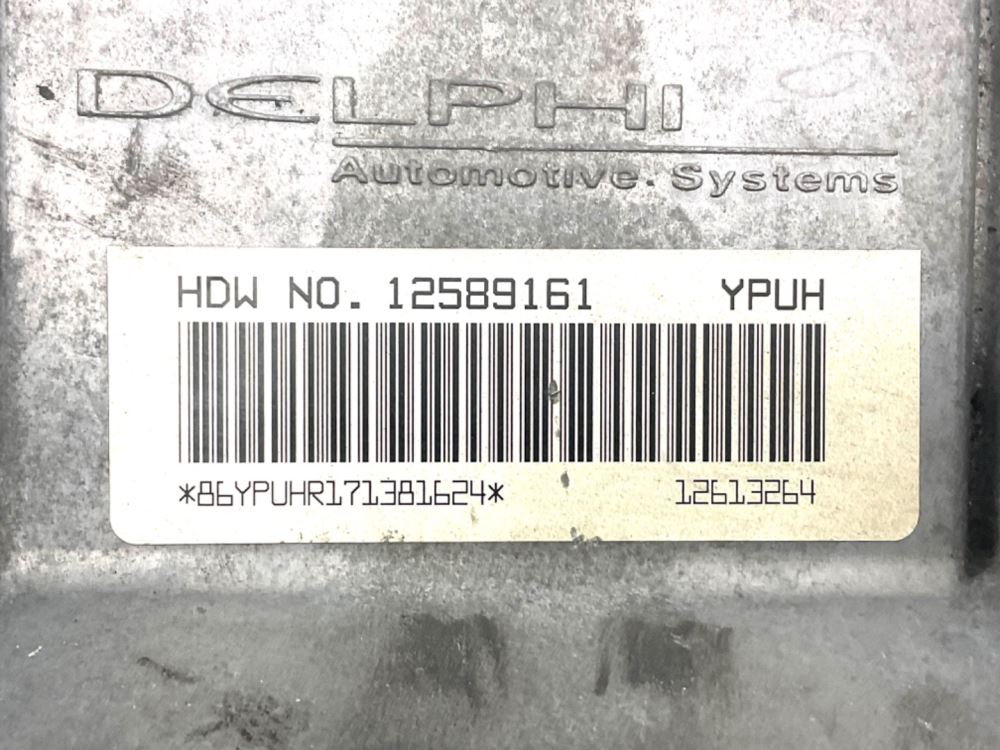 DELPHI
Automotive Systems
HDW NO. 12589161 YPUH
*86YPUHR171381624* 12613264